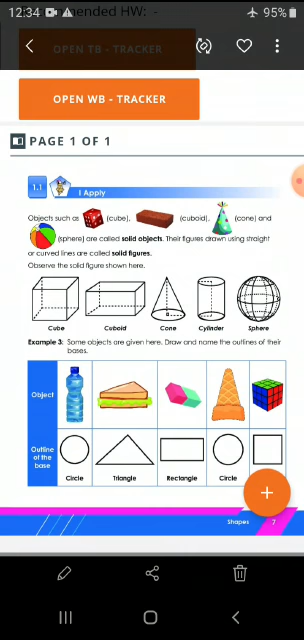 12:34
95%
mmended HW: -
OPEN TB - TRACKER
OPEN WB - TRACKER
PAGE 1 OF 1
1.1
I Apply
Objects such as (cube), (cuboid), (cone) and
(sphere) are called solid objects. Their figures drawn using straight
or curved lines are called solid figures.
Observe the solid figure shown here.
Cube Cuboid Cone Cylinder Sphere
Example 3: Some objects are given here. Draw and name the outlines of their
bases.
Object
Outline
of the
base
Circle Triangle Rectangle Circle
Shapes 7